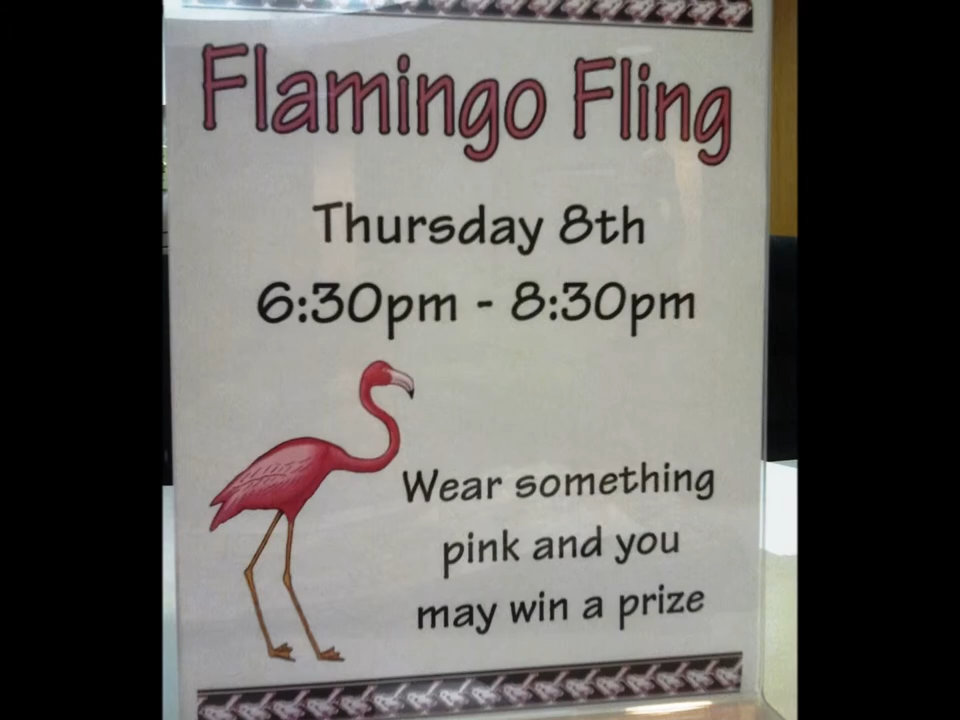 Flamingo Fling
Thursday 8th
6:30pm - 8:30pm
Wear something
pink and you
may win a prize